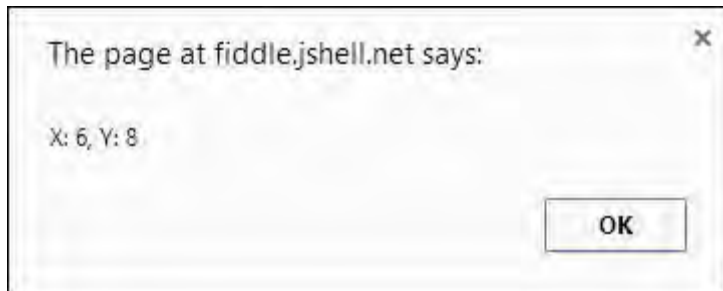 The page at fiddle.jshell.net says:
X: 6, Y: 8
OK